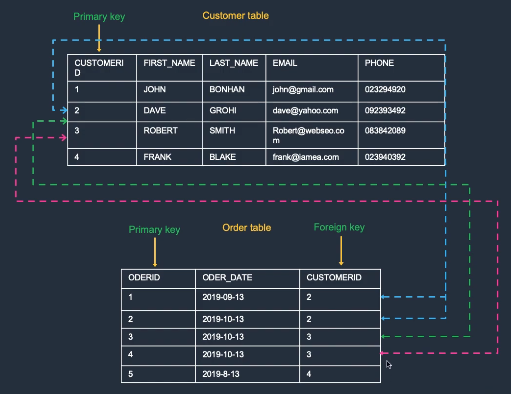 Primary key
Customer table
CUSTOMERI FIRST_NAME LAST_NAME EMAIL PHONE
D
1 JOHN BONHAN john@gmail.com 023294920
2 DAVE GROHI dave@yahoo.com 092393492
3 ROBERT SMITH Robert@webseo.co 083842089
m
4 FRANK BLAKE frank@lamea.com 023940392
Primary key
Order table
Foreign key
ODERID ODER_DATE CUSTOMERID
1 2019-09-13 2
2 2019-10-13 2
3 2019-10-13 3
4 2019-10-13 3
5 2019-8-13 4